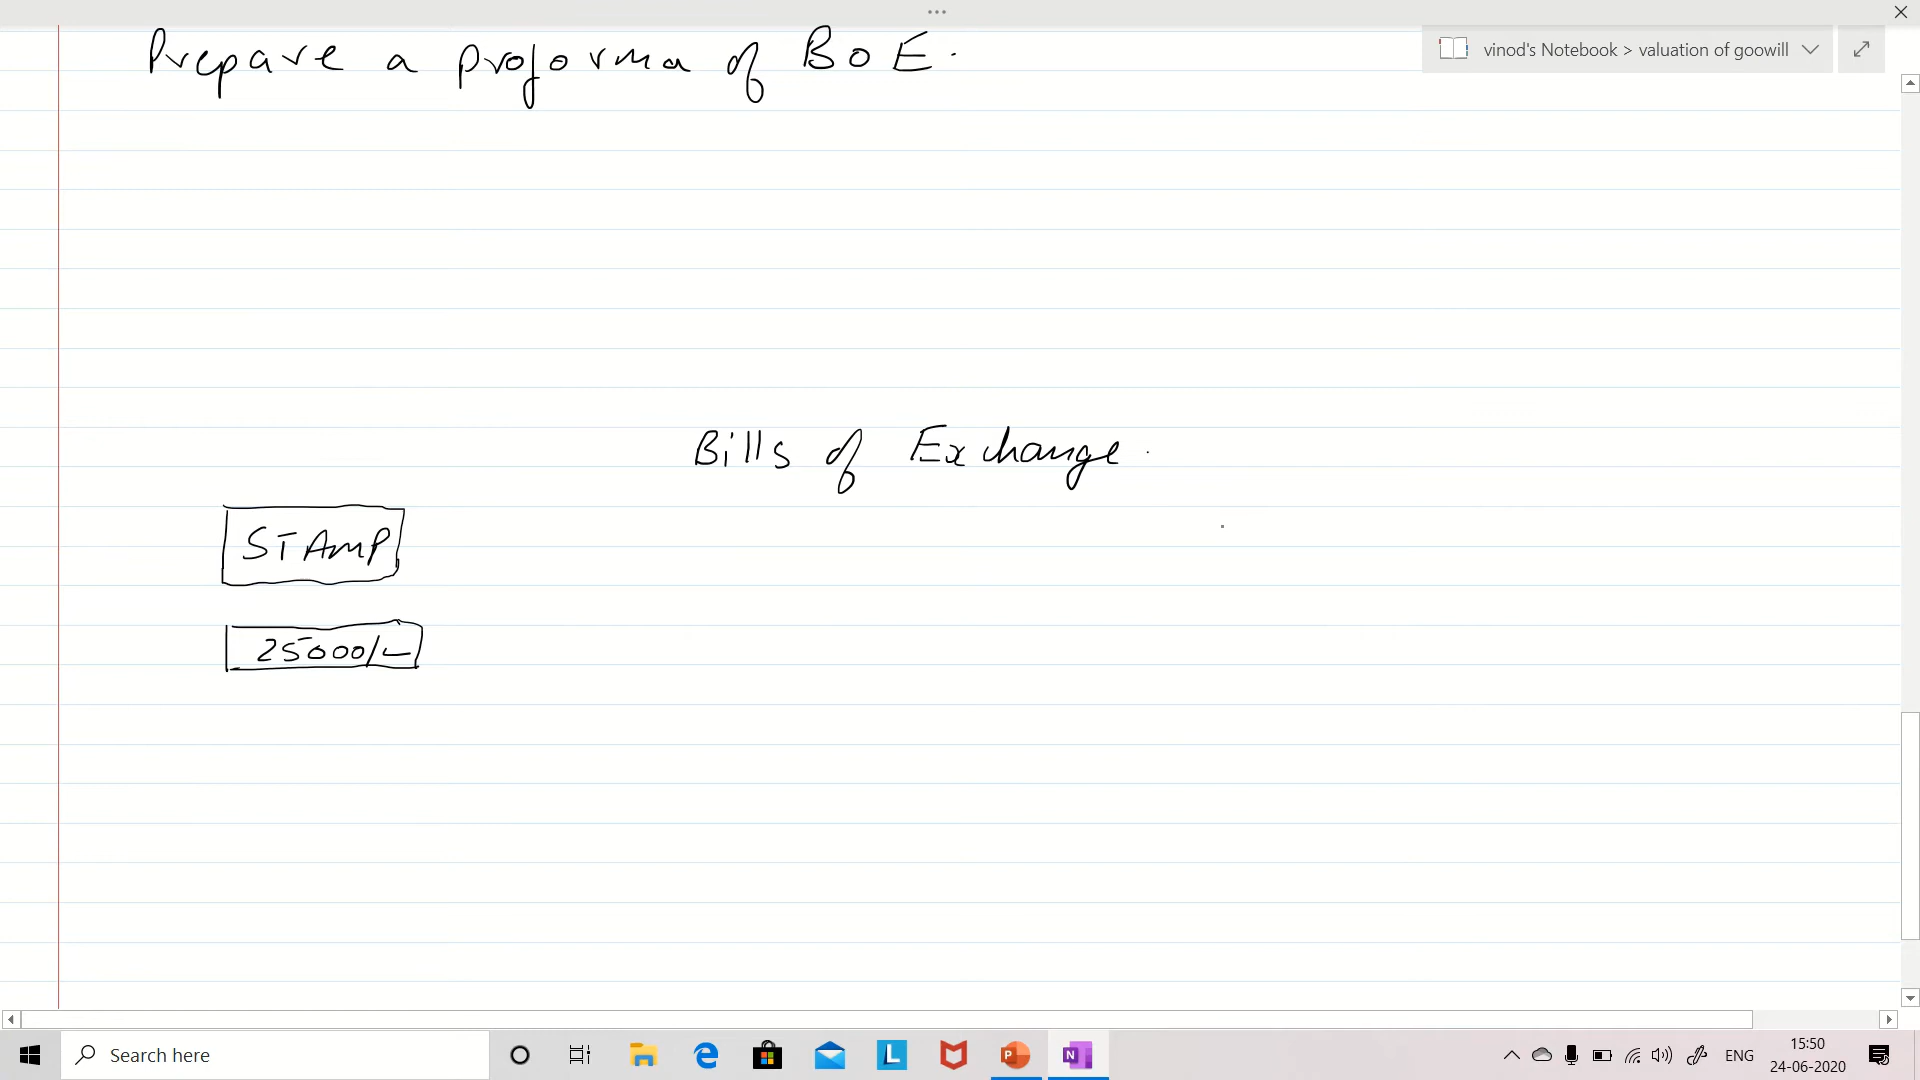 Prepare a proforma of BoE.
vinod's Notebook > valuation of goowill
Bills of Exchange.
STAMP
25000/-
Search here
ENG
15:50
24-06-2020